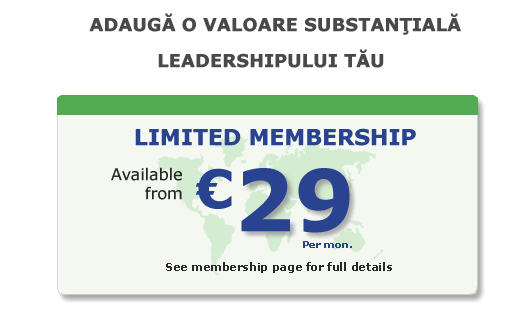 ADAUGĂ O VALOARE SUBSTANŢIALĂ
LEADERSHIPULUI TĂU
LIMITED MEMBERSHIP
Available
from
€29
Per mon.
See membership page for full details